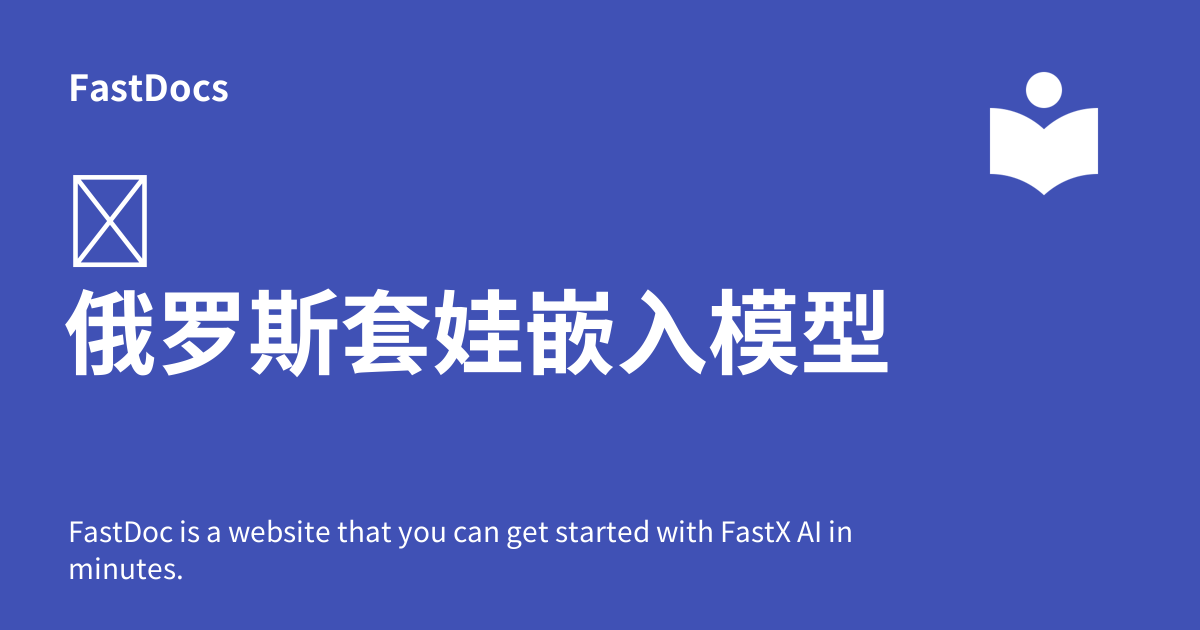 FastDocs
俄罗斯套娃嵌入模型
FastDoc is a website that you can get started with FastX AI in
minutes.